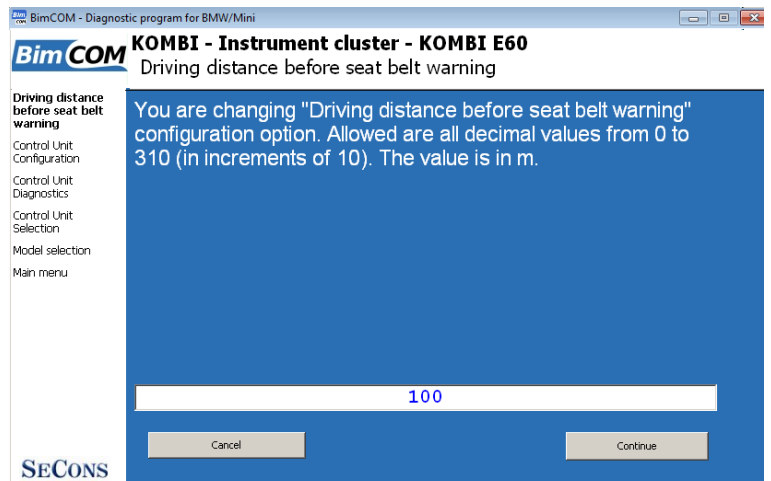 BimCOM - Diagnostic program for BMW/Mini
BimCOM
KOMBI - Instrument cluster - KOMBI E60
Driving distance before seat belt warning
Driving distance
before seat belt
warning
Control Unit
Configuration
Control Unit
Diagnostics
Control Unit
Selection
Model selection
Main menu
You are changing "Driving distance before seat belt warning"
configuration option. Allowed are all decimal values from 0 to
310 (in increments of 10). The value is in m.
100
Cancel
Continue
SECONS